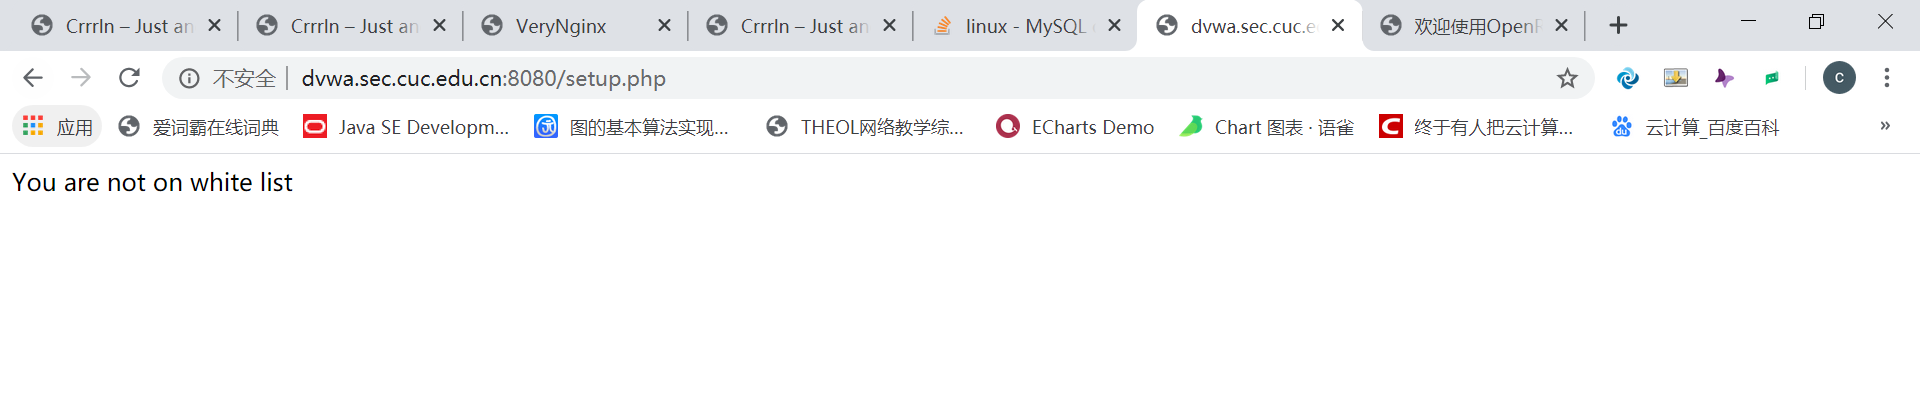 CrrrIn – Just an
CrrrIn – Just an
VeryNginx
CrrrIn – Just an
linux - MySQL
dvwa.sec.cuc.e
欢迎使用Open
不安全 | dvwa.sec.cuc.edu.cn:8080/setup.php
c
应用
爱词霸在线词典
Java SE Developm...
图的基本算法实现...
THEOL网络教学综...
ECharts Demo
Chart 图表 · 语雀
终于有人把云计算...
云计算_百度百科
»
You are not on white list